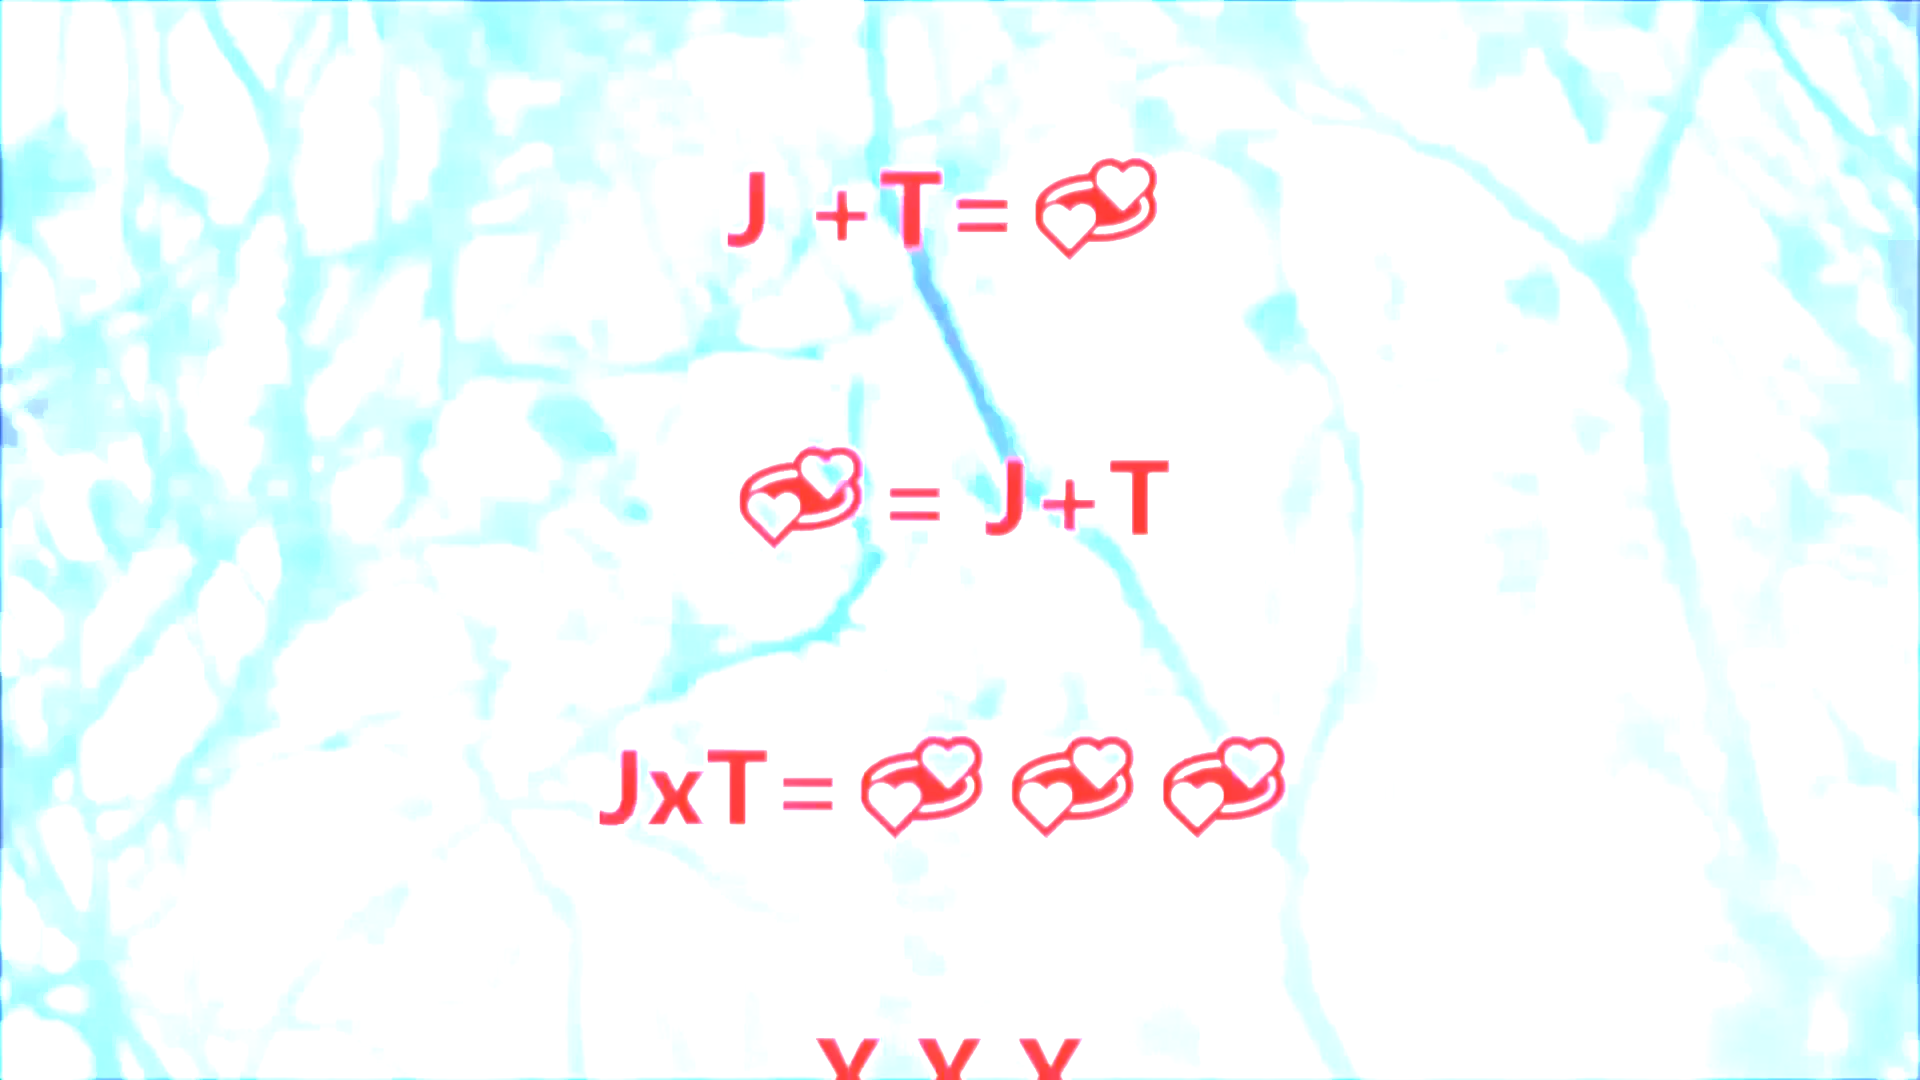 J +T= 💞
💞 = J+T
JxT= 💞 💞 💞